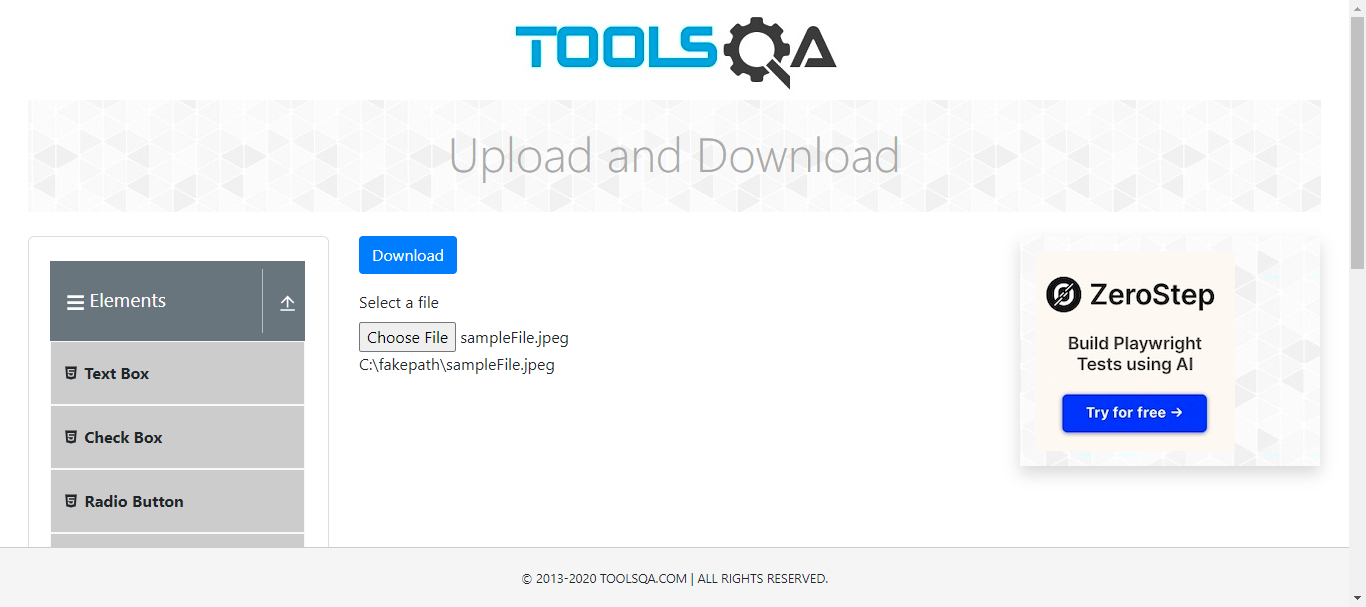 TOOLSQA
Upload and Download
Elements
Text Box
Check Box
Radio Button
Download
Select a file
Choose File sampleFile.jpeg
C:\fakepath\sampleFile.jpeg
ZeroStep
Build Playwright
Tests using AI
Try for free →
© 2013-2020 TOOLSQA.COM | ALL RIGHTS RESERVED.